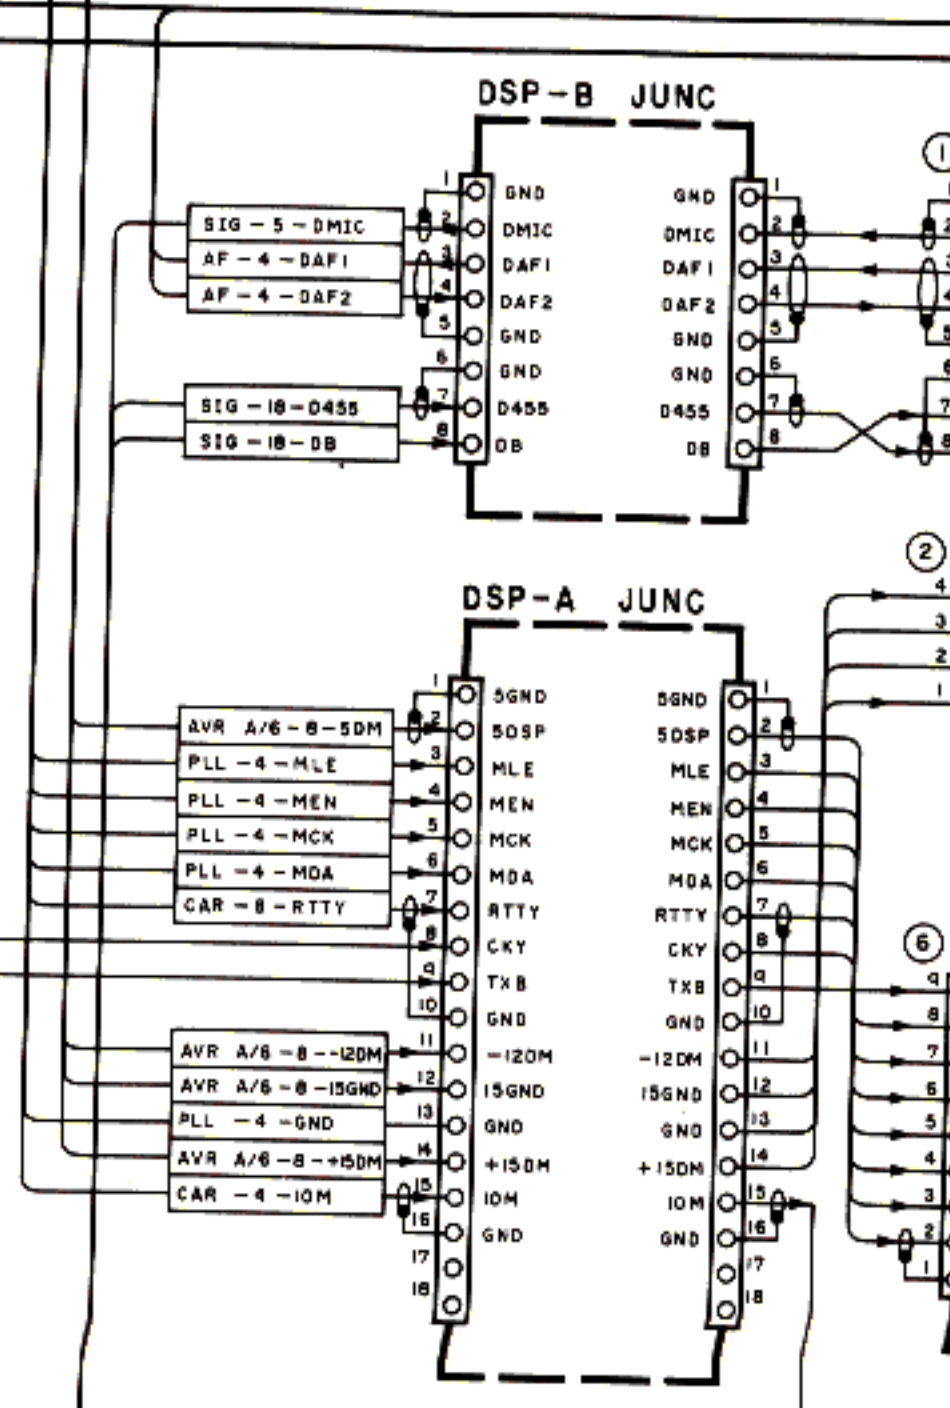 DSP-B JUNC
1
1 GND GND 1
SIG - 5 - DMIC 2 DMIC DMIC 2
AF - 4 - DAF1 3 DAF1 DAF1 3 3
AF - 4 - DAF2 4 DAF2 DAF2 4 4
5 GND GND 5 5
6 GND GND 6 6
SIG - 18 - D455 7 D455 D455 7 7
SIG - 18 - DB 8 DB DB 8 8
2
DSP-A JUNC
4
3
2
1
1 5GND 5GND 1
AVR A/6 - 8 - 5DM 2 5DSP 5DSP 2
PLL - 4 - MLE 3 MLE MLE 3
PLL - 4 - MEN 4 MEN MEN 4
PLL - 4 - MCK 5 MCK MCK 5
PLL - 4 - MDA 6 MDA MDA 6
CAR - 8 - RTTY 7 RTTY RTTY 7
6
8 CKY CKY 8
9 TXB TXB 9 9
10 GND GND 10 8
AVR A/6 - 8 - -12DM 11 -12DM -12DM 11 7
AVR A/6 - 8 - 15GND 12 15GND 15GND 12 6
PLL - 4 - GND 13 GND GND 13 5
AVR A/6 - 8 - +15DM 14 +15DM +15DM 14 4
CAR - 4 - 10M 15 10M 10M 15 3
16 GND GND 16 2
17 17 1
18 18